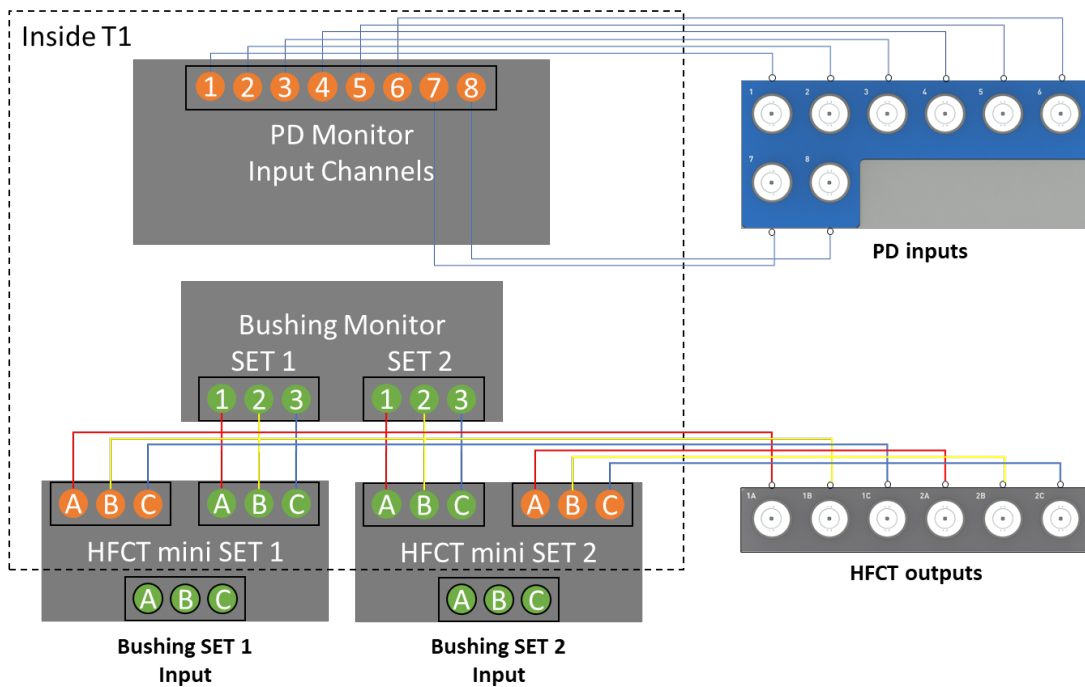 Inside T1
1 2 3 4 5 6 7 8
PD Monitor
Input Channels
1 2 3 4 5 6
7 8
PD inputs
Bushing Monitor
SET 1 SET 2
1 2 3 1 2 3
A B C A B C A B C A B C
HFCT mini SET 1 HFCT mini SET 2
1A 1B 1C 2A 2B 2C
HFCT outputs
A B C A B C
Bushing SET 1
Input
Bushing SET 2
Input